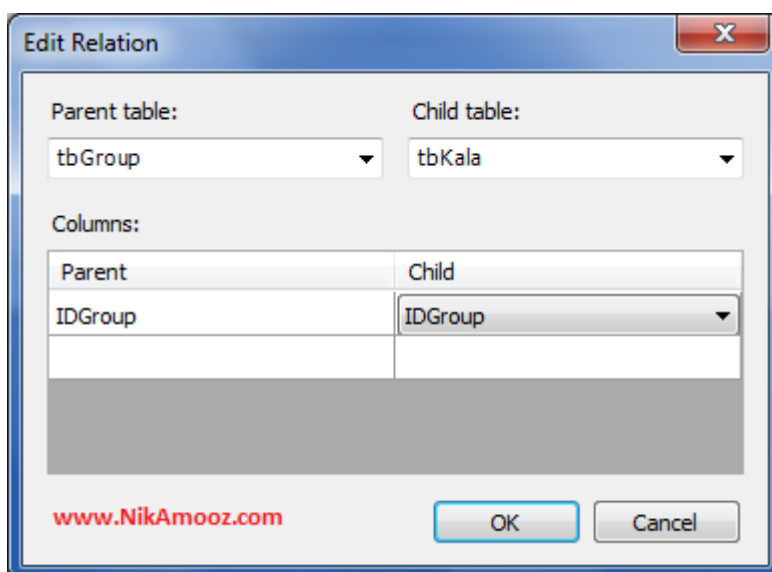 Edit Relation
Parent table: Child table:
tbGroup tbKala
Columns:
Parent Child
IDGroup IDGroup
www.NikAmooz.com OK Cancel